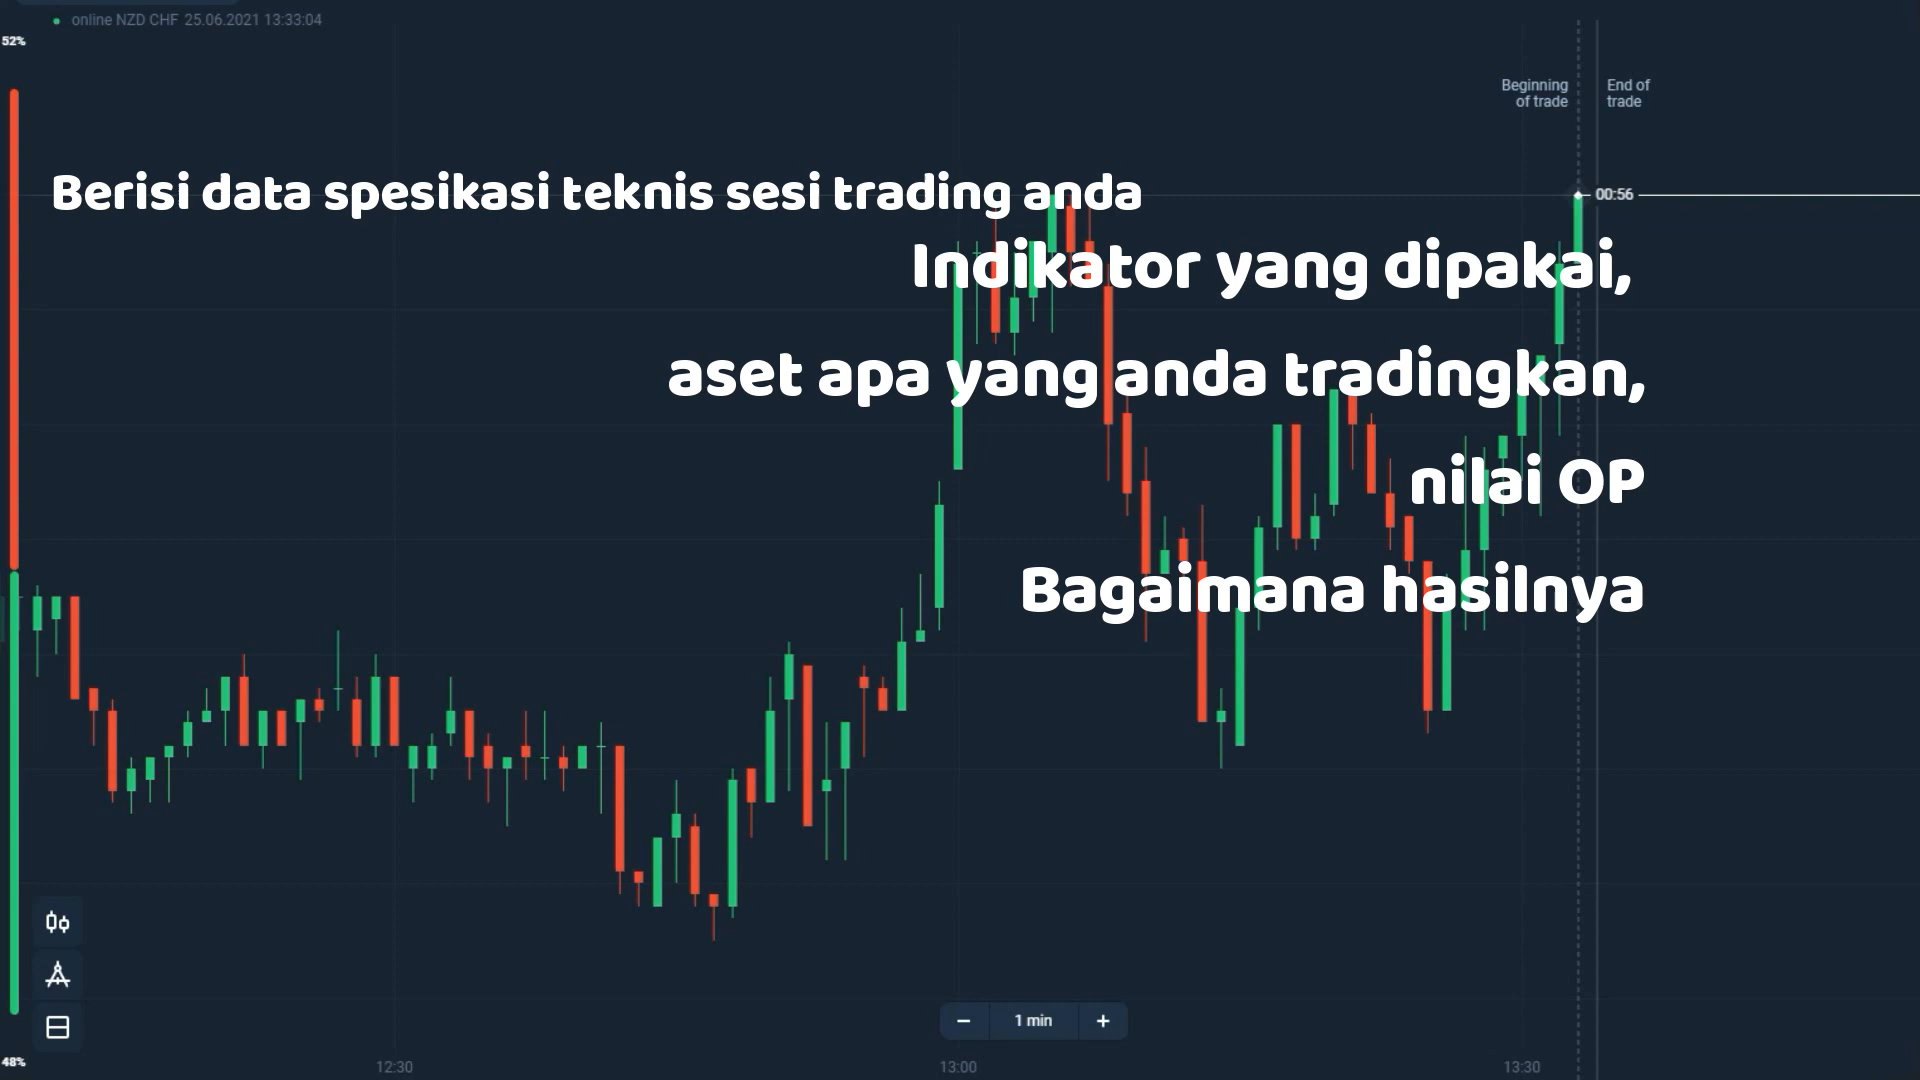 online NZD CHF 25.06.2021 13:33:04
52%
Beginning
of trade
End of
trade
Berisi data spesikasi teknis sesi trading anda
00:56
Indikator yang dipakai,
aset apa yang anda tradingkan,
nilai OP
Bagaimana hasilnya
1 min
48%
12:30
13:00
13:30